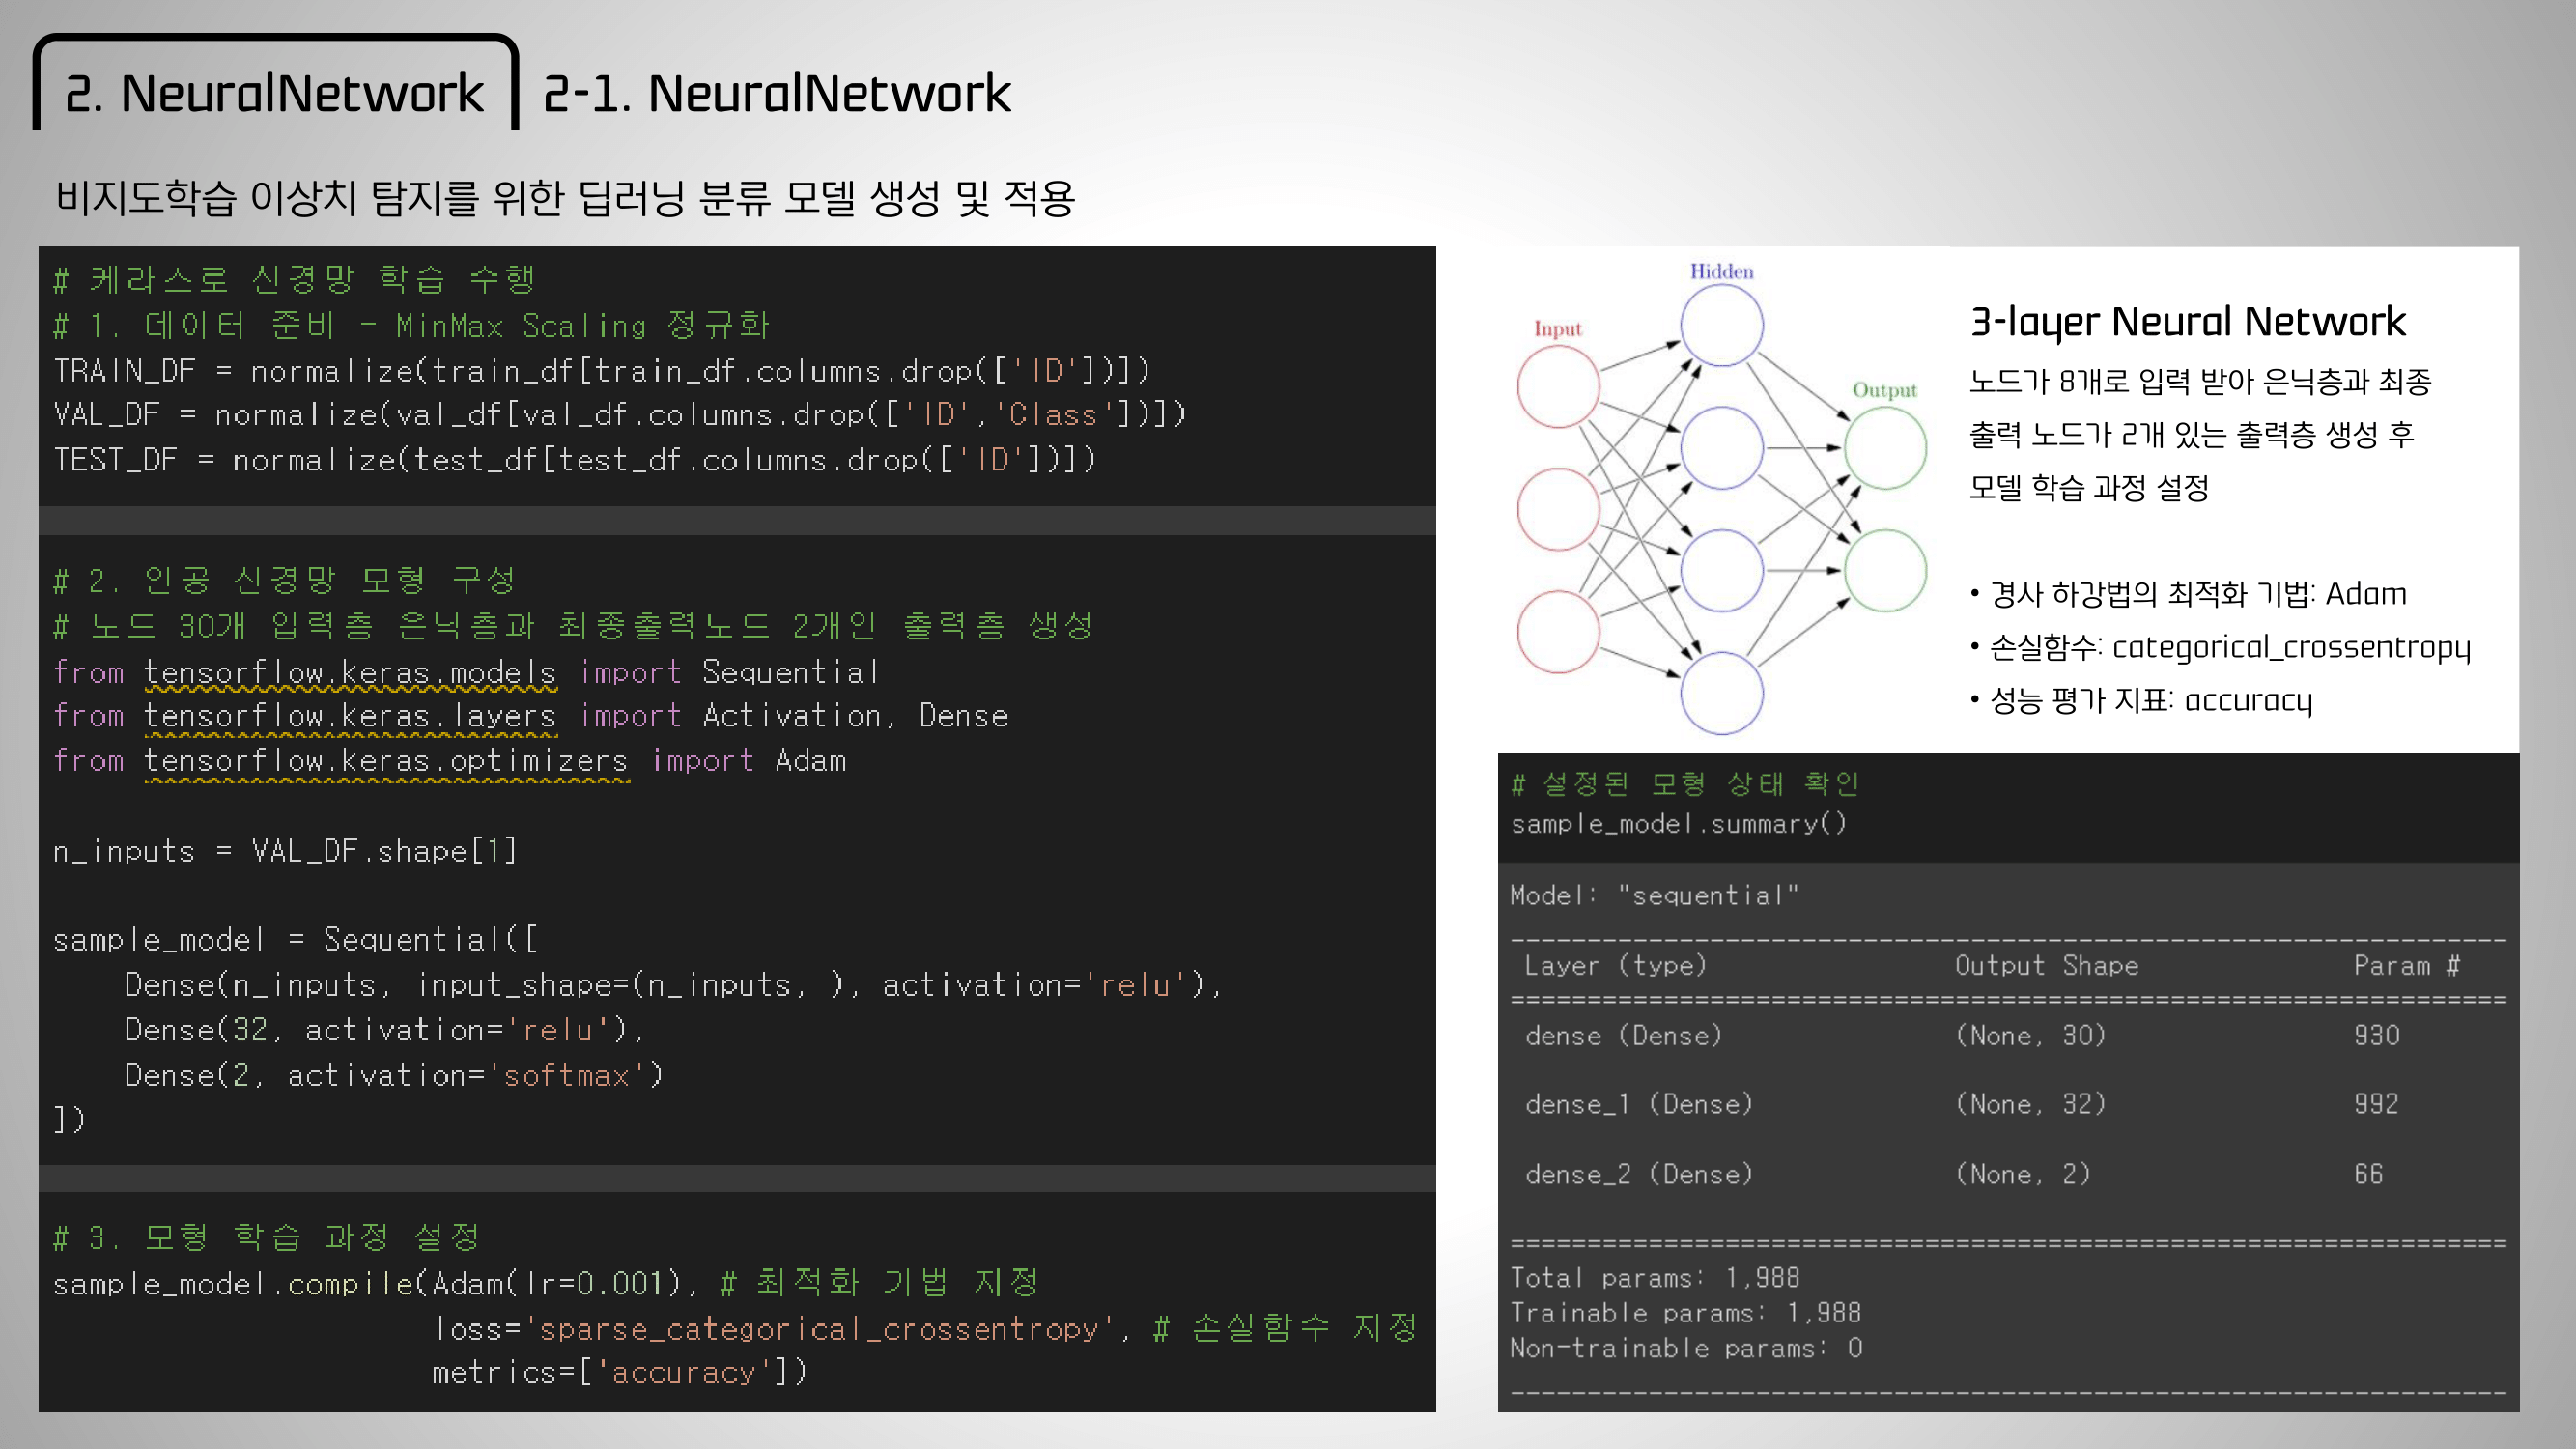 2. NeuralNetwork
2-1. NeuralNetwork
비지도학습 이상치 탐지를 위한 딥러닝 분류 모델 생성 및 적용
# 케라스로 신경망 학습 수행
# 1. 데이터 준비 - MinMax Scaling 정규화
TRAIN_DF = normalize(train_df[train_df.columns.drop(['ID'])])
VAL_DF = normalize(val_df[val_df.columns.drop(['ID','Class'])])
TEST_DF = normalize(test_df[test_df.columns.drop(['ID'])])
# 2. 인공 신경망 모형 구성
# 노드 30개 입력층 은닉층과 최종출력노드 2개인 출력층 생성
from tensorflow.keras.models import Sequential
from tensorflow.keras.layers import Activation, Dense
from tensorflow.keras.optimizers import Adam
n_inputs = VAL_DF.shape[1]
sample_model = Sequential([
    Dense(n_inputs, input_shape=(n_inputs, ), activation='relu'),
    Dense(32, activation='relu'),
    Dense(2, activation='softmax')
])
# 3. 모형 학습 과정 설정
sample_model.compile(Adam(lr=0.001), # 최적화 기법 지정
loss='sparse_categorical_crossentropy', # 손실함수 지정
metrics=['accuracy'])
Hidden
Input
Output
3-layer Neural Network
노드가 8개로 입력 받아 은닉층과 최종
출력 노드가 2개 있는 출력층 생성 후
모델 학습 과정 설정
• 경사 하강법의 최적화 기법: Adam
• 손실함수: categorical_crossentropy
• 성능 평가 지표: accuracy
# 설정된 모형 상태 확인
sample_model.summary()
Model: "sequential"
Layer (type) Output Shape Param #
dense (Dense) (None, 30) 930
dense_1 (Dense) (None, 32) 992
dense_2 (Dense) (None, 2) 66
Total params: 1,988
Trainable params: 1,988
Non-trainable params: 0